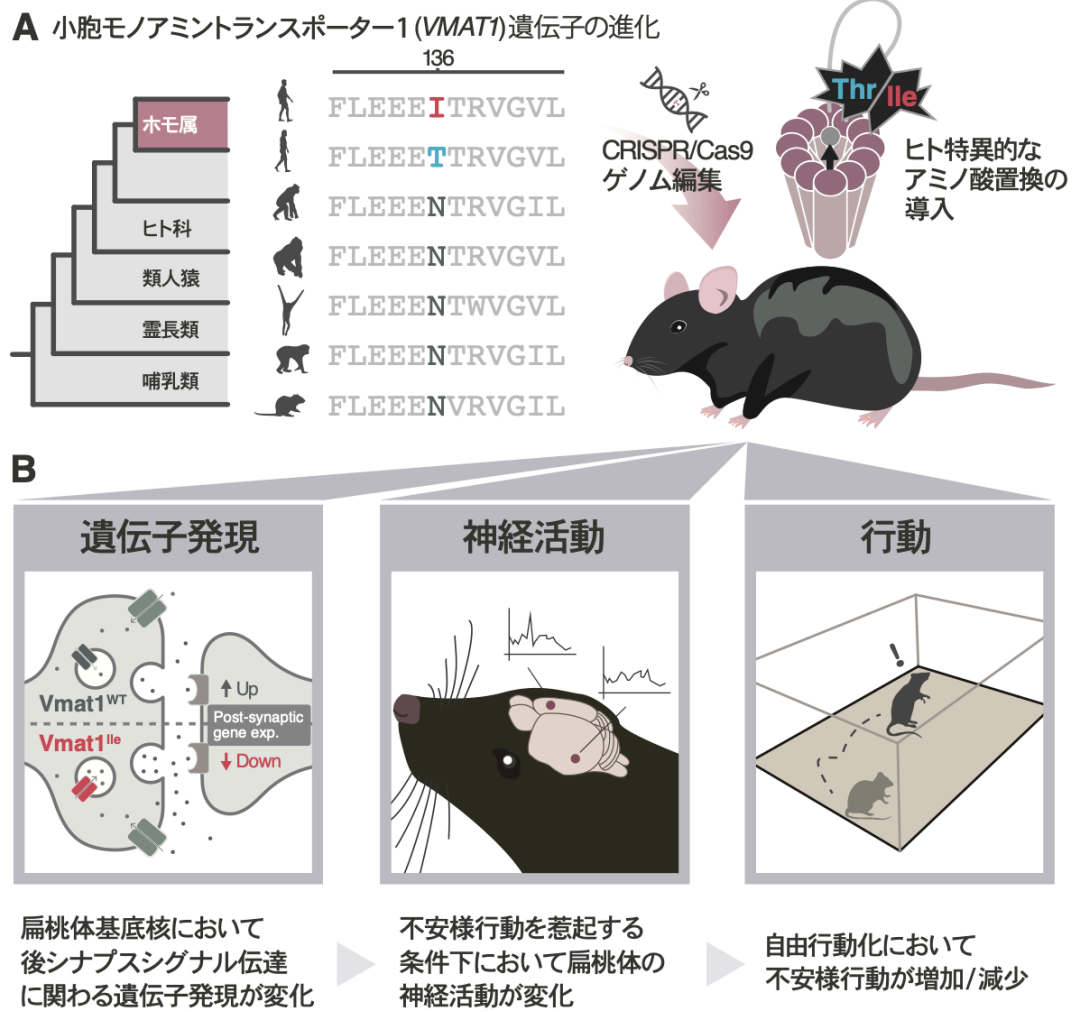 A 小胞モノアミントランスポーター1 (VMAT1) 遺伝子の進化
136
ホモ属
ヒト科
類人猿
霊長類
哺乳類
FLEEEITRVGVL
FLEEETTRVGVL
FLEEENTRVGIL
FLEEENTRVGVL
FLEEENTWVGVL
FLEEENTRVGIL
FLEEENVRVGIL
CRISPR/Cas9
ゲノム編集
Thr
Ile
ヒト特異的な
アミノ酸置換の
導入
B
遺伝子発現
Vmat1WT
Vmat1Ile
Up
Post-synaptic
gene exp.
Down
神経活動
行動
!
扁桃体基底核において
後シナプスシグナル伝達
に関わる遺伝子発現が変化
不安様行動を惹起する
条件下において扁桃体の
神経活動が変化
自由行動化において
不安様行動が増加/減少